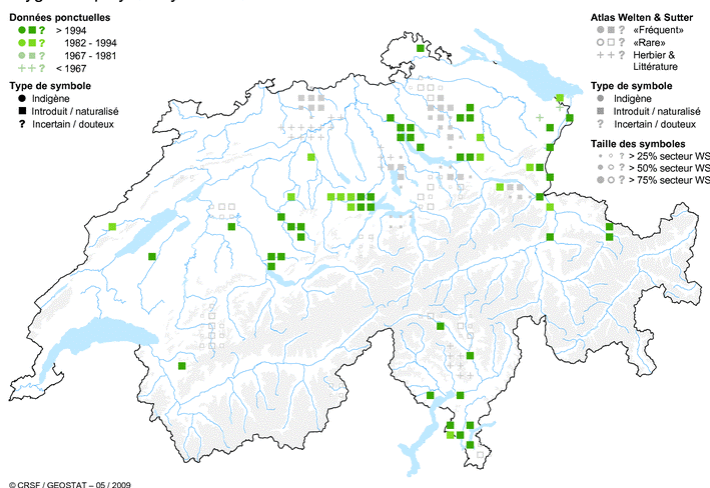 Données ponctuelles
> 1994
1982 - 1994
? 1967 - 1981
++? < 1967
Type de symbole
Indigène
Introduit / naturalisé
? Incertain / douteux
Atlas Welten & Sutter
? «Fréquent»
? «Rare»
++? Herbier &
Littérature
Type de symbole
Indigène
Introduit / naturalisé
? Incertain / douteux
Taille des symboles
? > 25% secteur WS
? > 50% secteur WS
? > 75% secteur WS
© CRSF / GEOSTAT – 05 / 2009